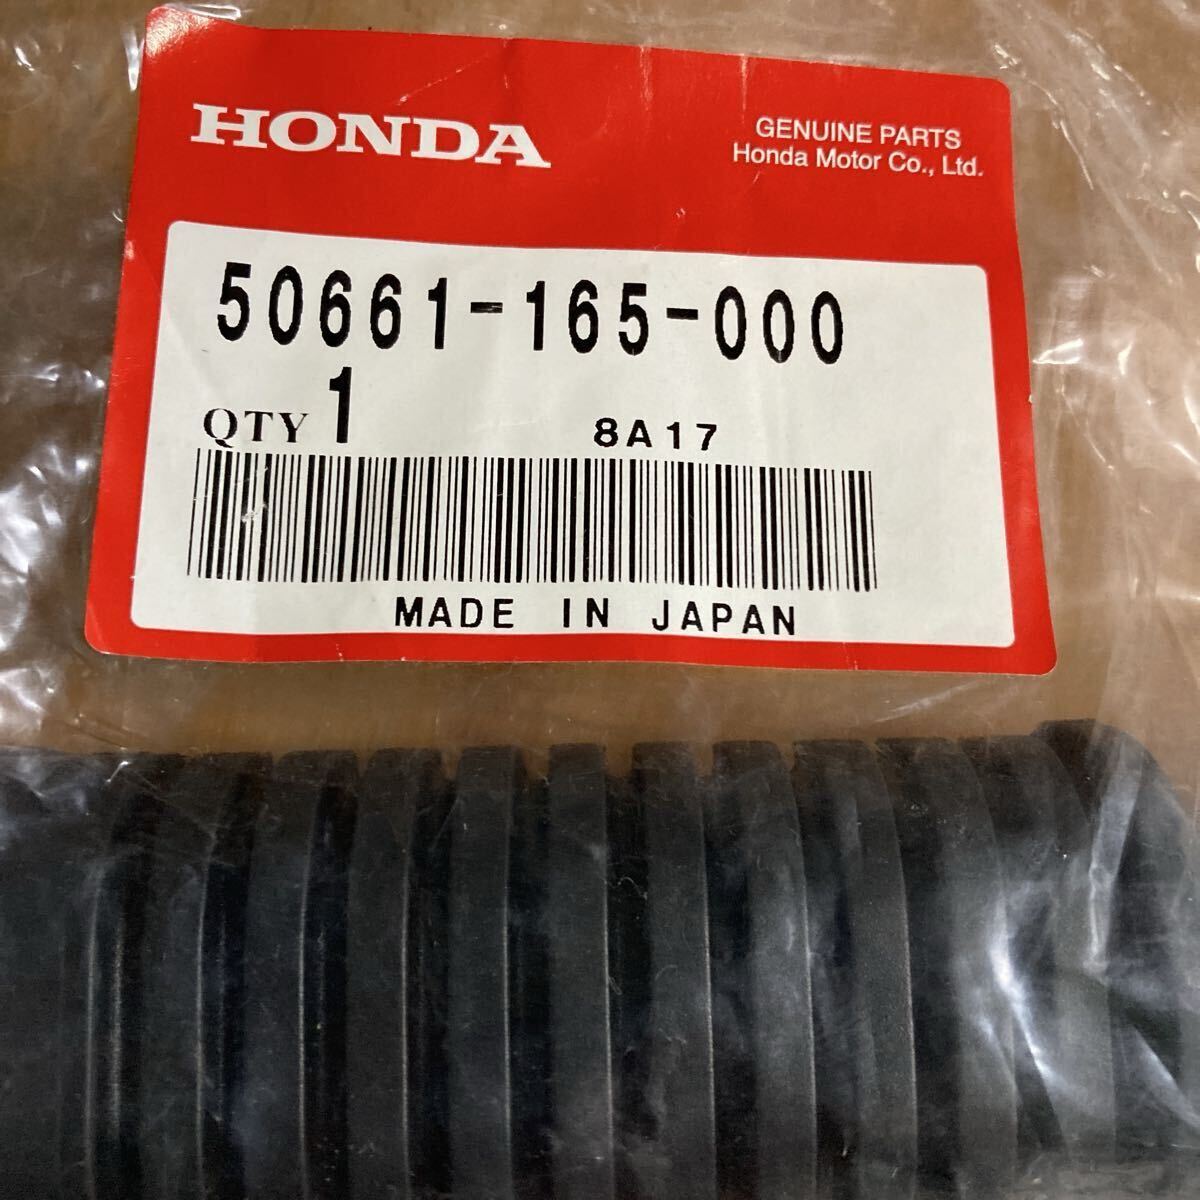 HONDA
GENUINE PARTS
Honda Motor Co., Ltd.
50661-165-000
QTY 1
8A17
MADE IN JAPAN